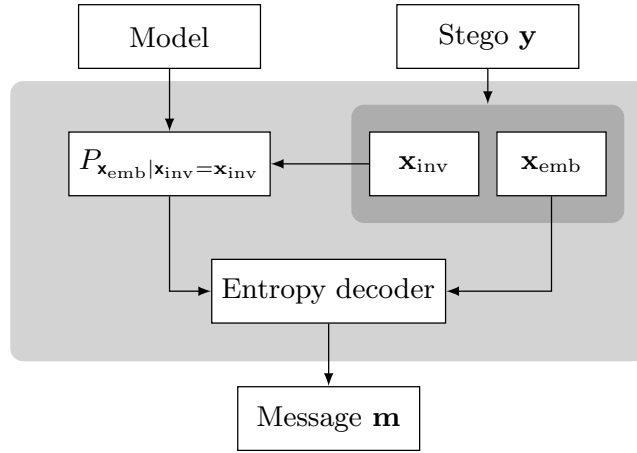 Model
Stego y
P_{x_emb|x_inv=x_inv}
x_inv
x_emb
Entropy decoder
Message m